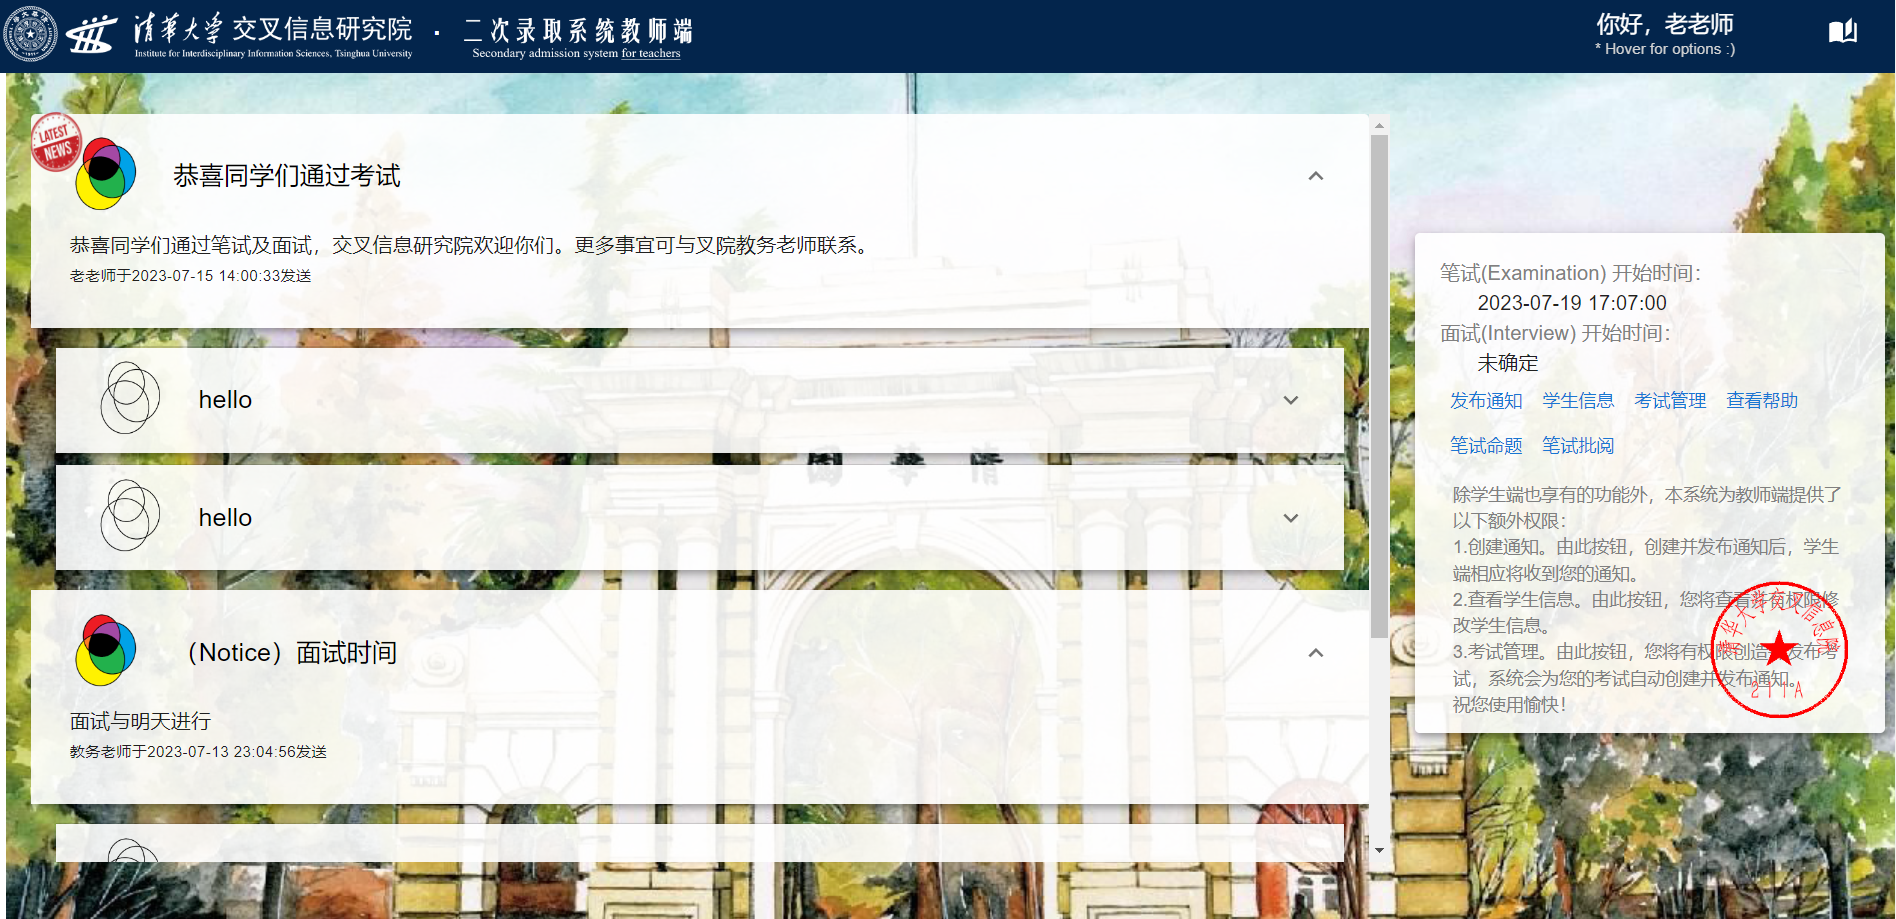 清華大学 交叉信息研究院 · 二次录取系统教师端
Institute for Interdisciplinary Information Sciences, Tsinghua University
Secondary admission system for teachers
你好，老老师
* Hover for options :)
LATEST
NEWS
恭喜同学们通过考试
恭喜同学们通过笔试及面试，交叉信息研究院欢迎你们。更多事宜可与叉院教务老师联系。
老老师于2023-07-15 14:00:33发送
hello
hello
（Notice）面试时间
面试与明天进行
教务老师于2023-07-13 23:04:56发送
園 華 清
笔试(Examination) 开始时间：
2023-07-19 17:07:00
面试(Interview) 开始时间：
未确定
发布通知 学生信息 考试管理 查看帮助
笔试命题 笔试批阅
除学生端也享有的功能外，本系统为教师端提供了
以下额外权限：
1.创建通知。由此按钮，创建并发布通知后，学生
端相应将收到您的通知。
2.查看学生信息。由此按钮，您将查看并有权限修
改学生信息。
3.考试管理。由此按钮，您将有权限创造并发布考
试，系统会为您的考试自动创建并发布通知。
祝您使用愉快！
清华大学交叉信息院